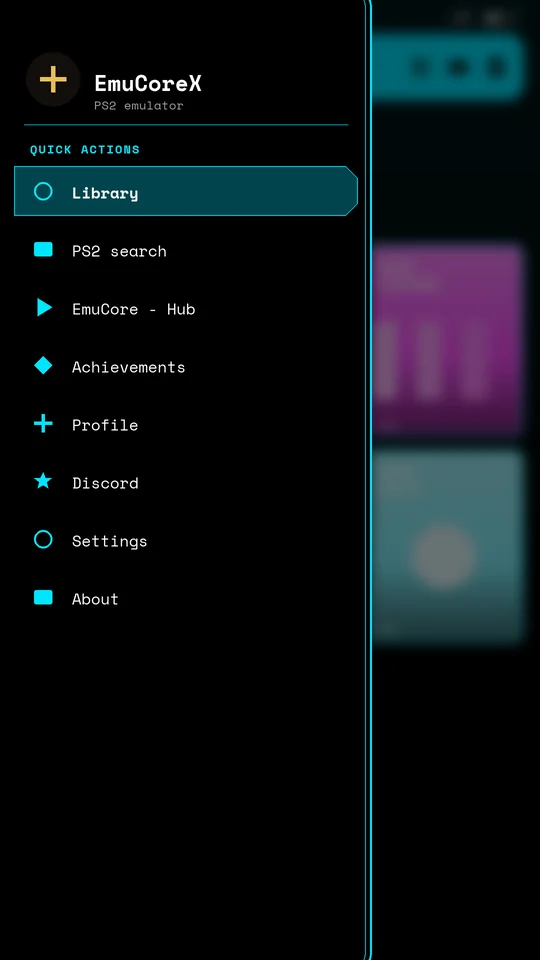 EmuCoreX
PS2 emulator
QUICK ACTIONS
Library
PS2 search
EmuCore - Hub
Achievements
Profile
Discord
Settings
About